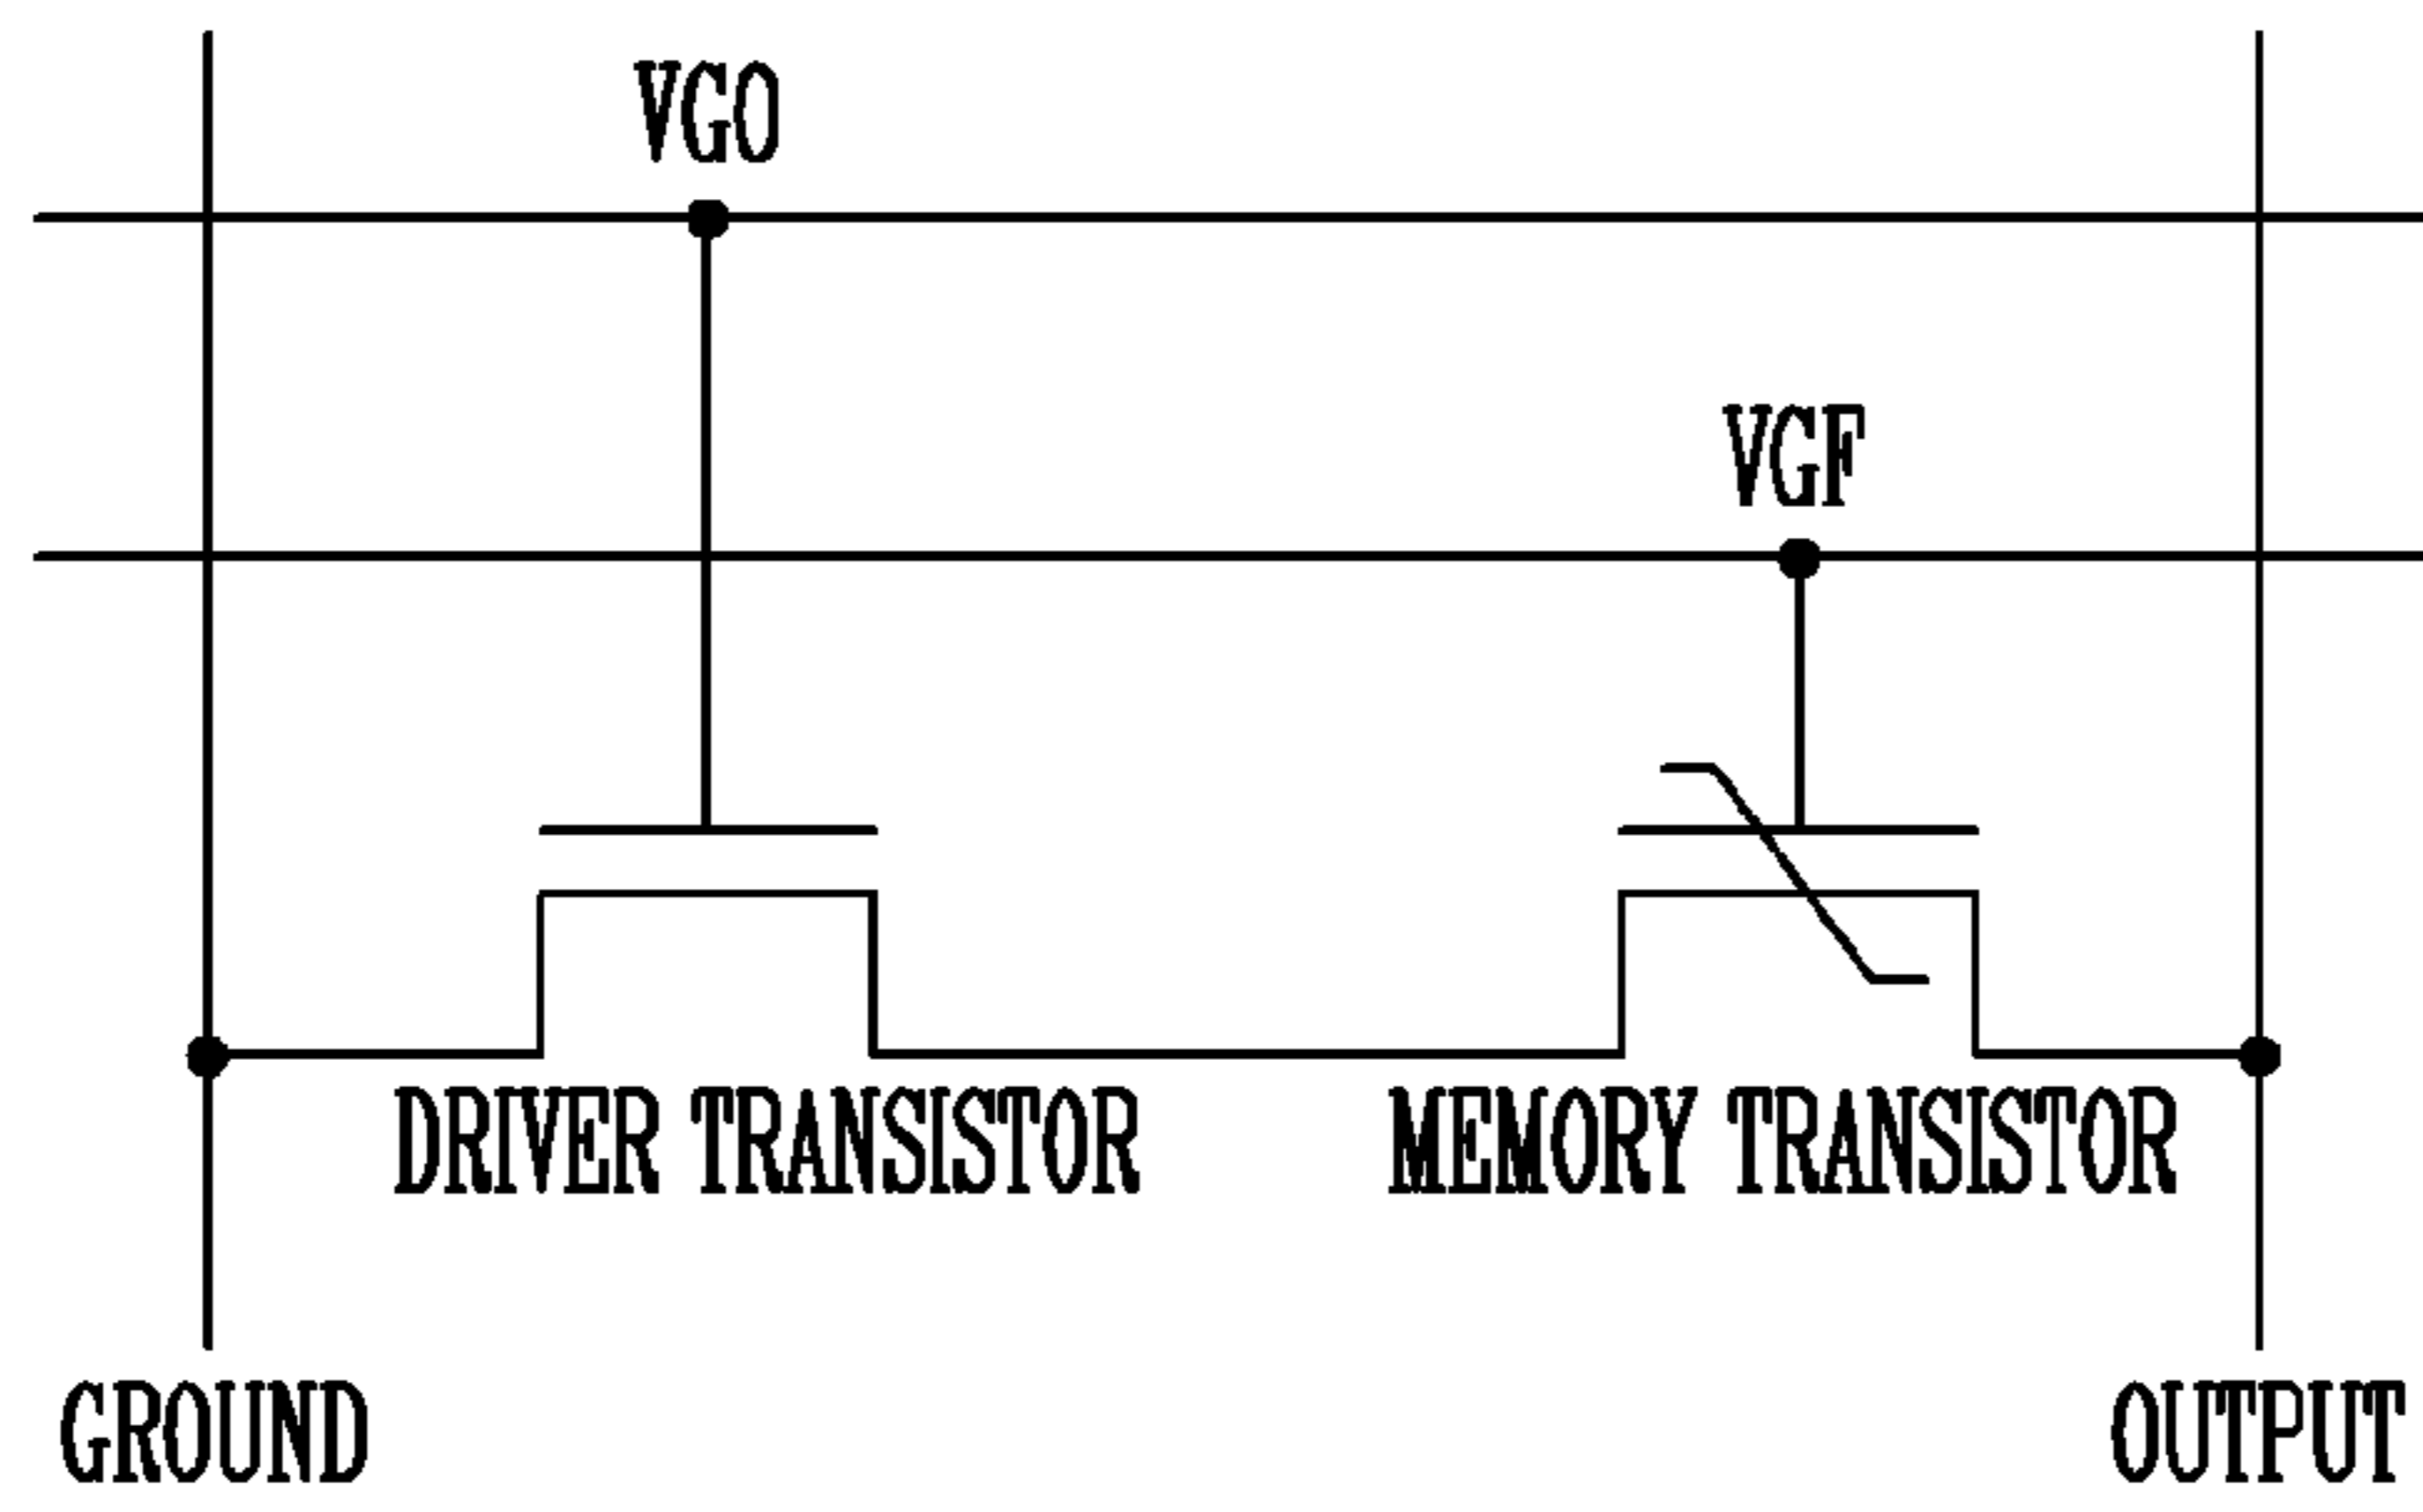 VGO
VGF
DRIVER TRANSISTOR
MEMORY TRANSISTOR
GROUND
OUTPUT